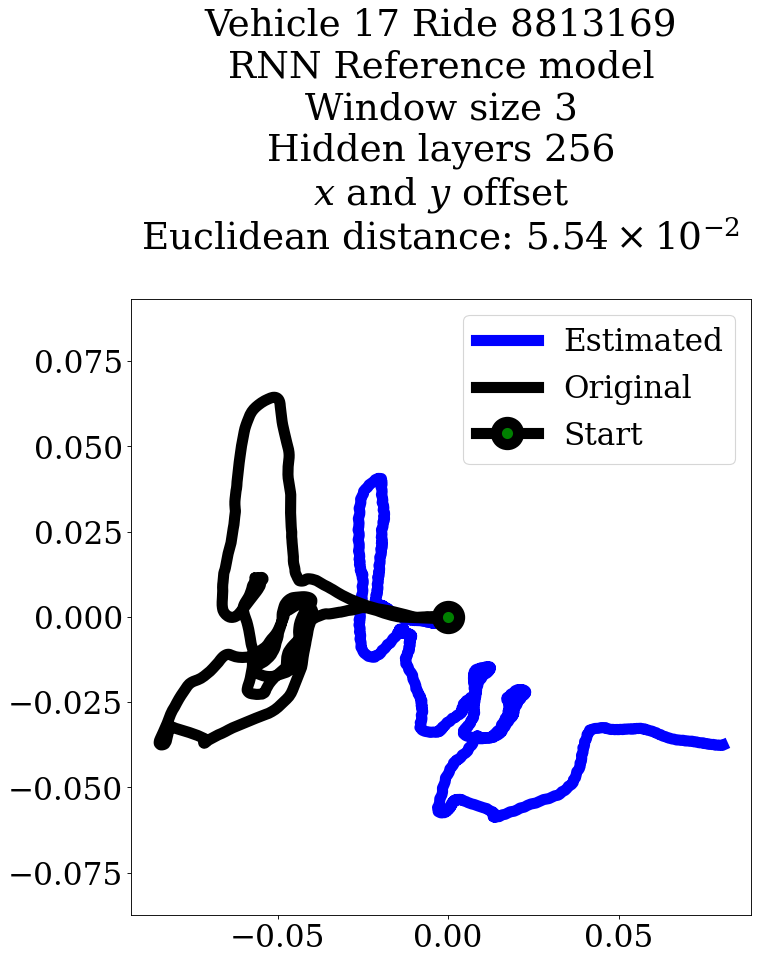 Vehicle 17 Ride 8813169
RNN Reference model
Window size 3
Hidden layers 256
x and y offset
Euclidean distance: 5.54 × 10⁻²
Estimated
Original
Start
0.075
0.050
0.025
0.000
−0.025
−0.050
−0.075
−0.05
0.00
0.05